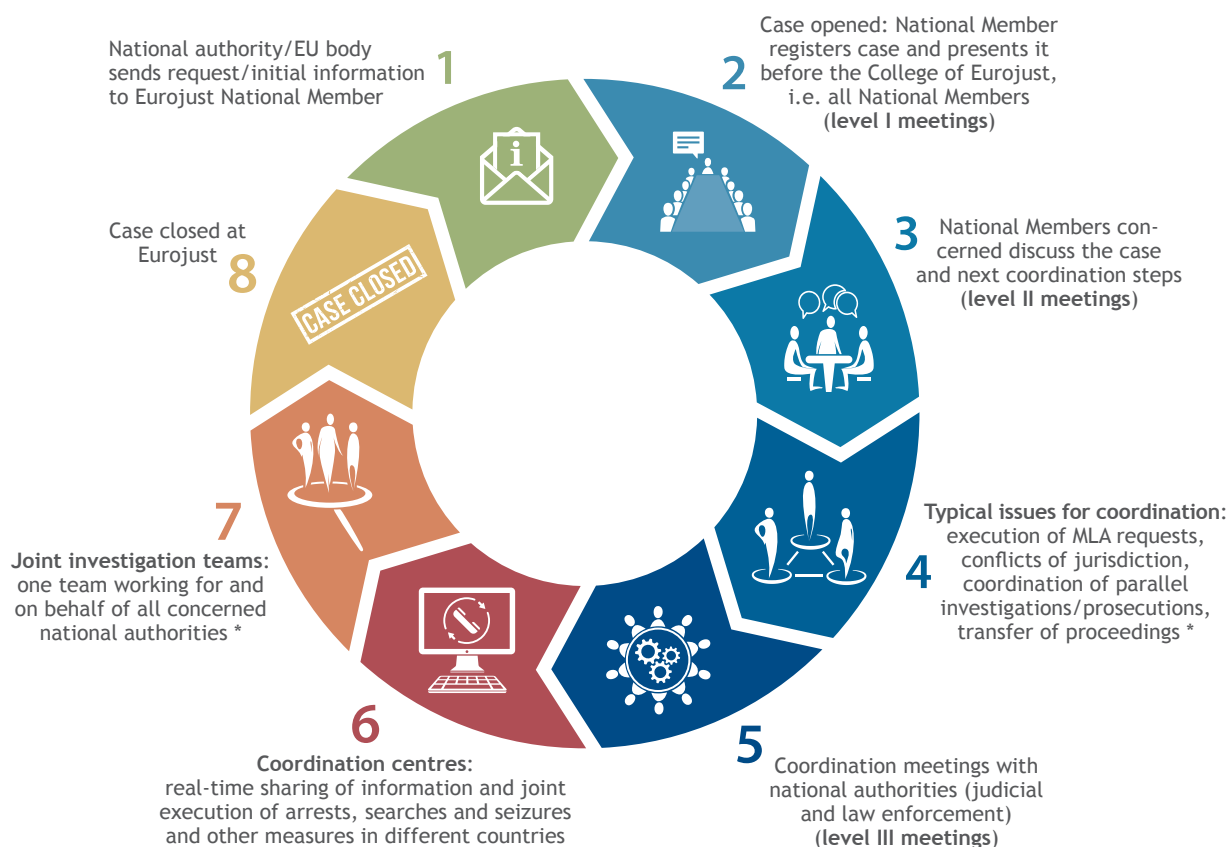 1
National authority/EU body
sends request/initial information
to Eurojust National Member
2
Case opened: National Member
registers case and presents it
before the College of Eurojust,
i.e. all National Members
(level I meetings)
3
National Members con-
cerned discuss the case
and next coordination steps
(level II meetings)
4
Typical issues for coordination:
execution of MLA requests,
conflicts of jurisdiction,
coordination of parallel
investigations/prosecutions,
transfer of proceedings *
5
Coordination meetings with
national authorities (judicial
and law enforcement)
(level III meetings)
6
Coordination centres:
real-time sharing of information and joint
execution of arrests, searches and seizures
and other measures in different countries
7
Joint investigation teams:
one team working for and
on behalf of all concerned
national authorities *
8
Case closed at
Eurojust
CASE CLOSED
i